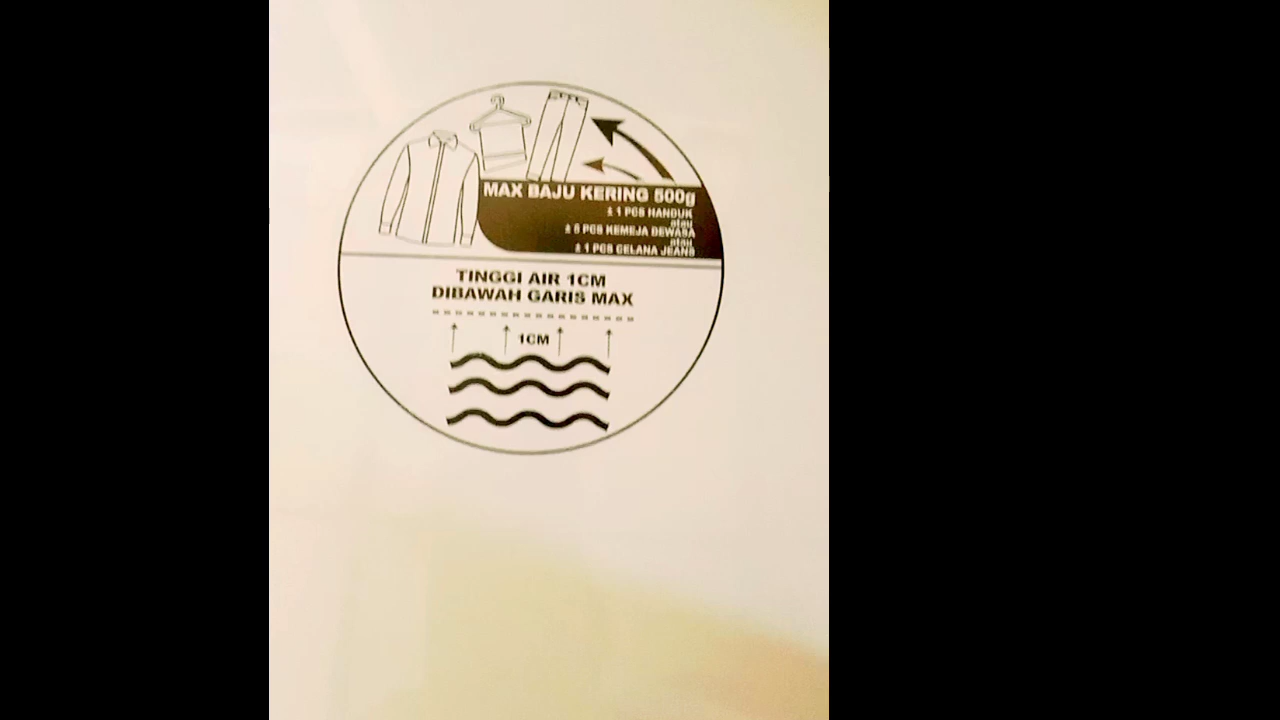 MAX BAJU KERING 500g
± 1 PCS HANDUK
atau
± 5 PCS KEMEJA DEWASA
atau
± 1 PCS CELANA JEANS
TINGGI AIR 1CM
DIBAWAH GARIS MAX
1CM